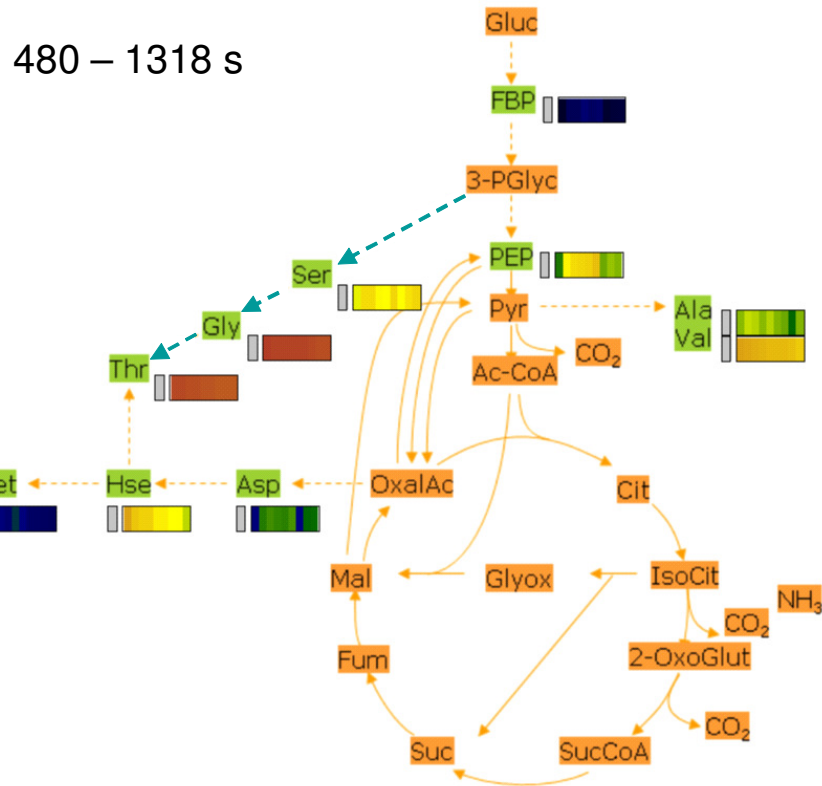 480 – 1318 s
Gluc
FBP
3-PGlyc
PEP
Ser
Pyr
Ala
Val
Gly
CO₂
Thr
Ac-CoA
et
Hse
Asp
OxalAc
Cit
Mal
Glyox
IsoCit
NH₃
CO₂
Fum
2-OxoGlut
CO₂
Suc
SucCoA